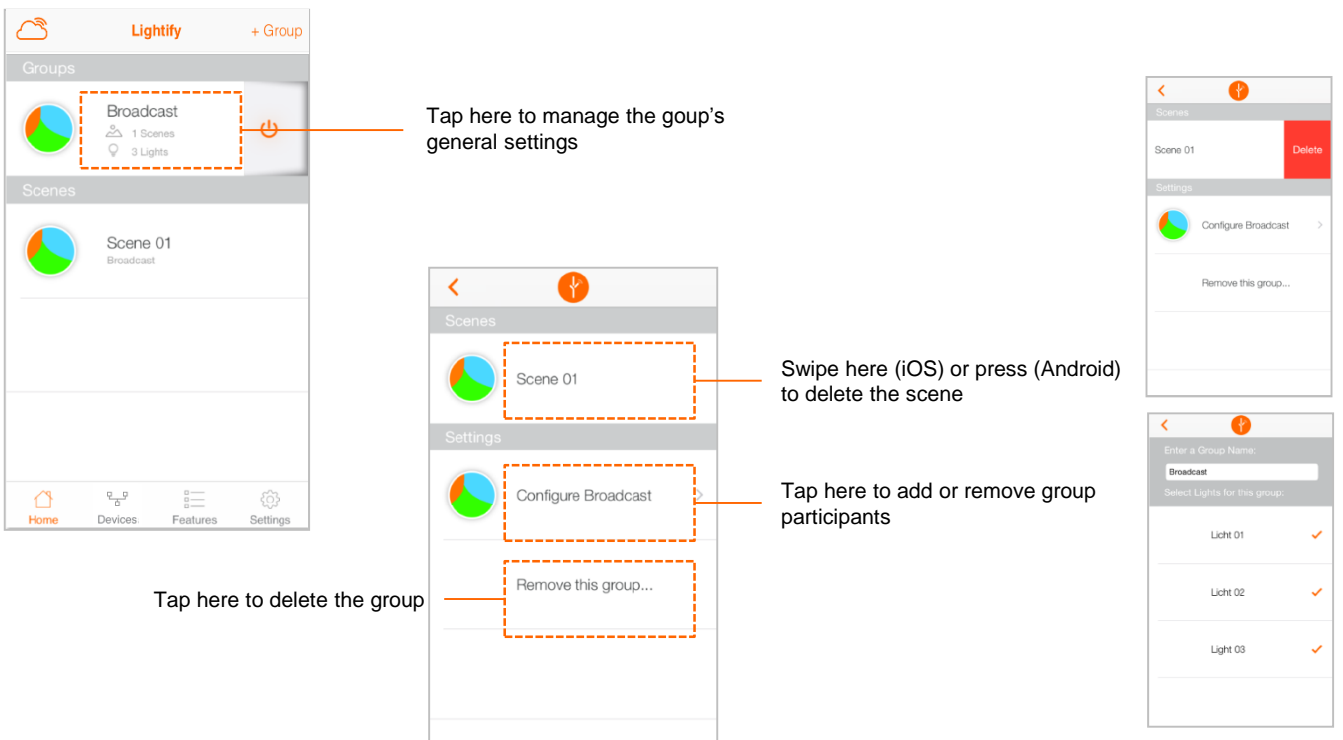 Lightify
+ Group
Groups
Broadcast
1 Scenes
3 Lights
Scenes
Scene 01
Broadcast
Home
Devices
Features
Settings
Tap here to manage the goup's
general settings
Scenes
Scene 01
Settings
Configure Broadcast
Remove this group...
Swipe here (iOS) or press (Android)
to delete the scene
Tap here to add or remove group
participants
Tap here to delete the group
Scenes
Scene 01
Delete
Settings
Configure Broadcast
Remove this group...
Enter a Group Name:
Broadcast
Select Lights for this group:
Licht 01
Licht 02
Light 03